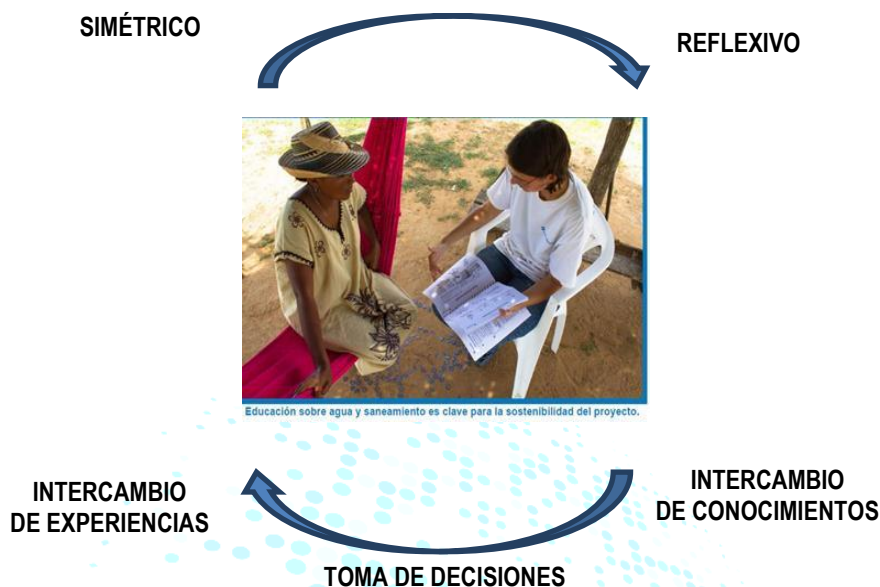 SIMÉTRICO
REFLEXIVO
Educación sobre agua y saneamiento es clave para la sostenibilidad del proyecto.
INTERCAMBIO
DE EXPERIENCIAS
INTERCAMBIO
DE CONOCIMIENTOS
TOMA DE DECISIONES